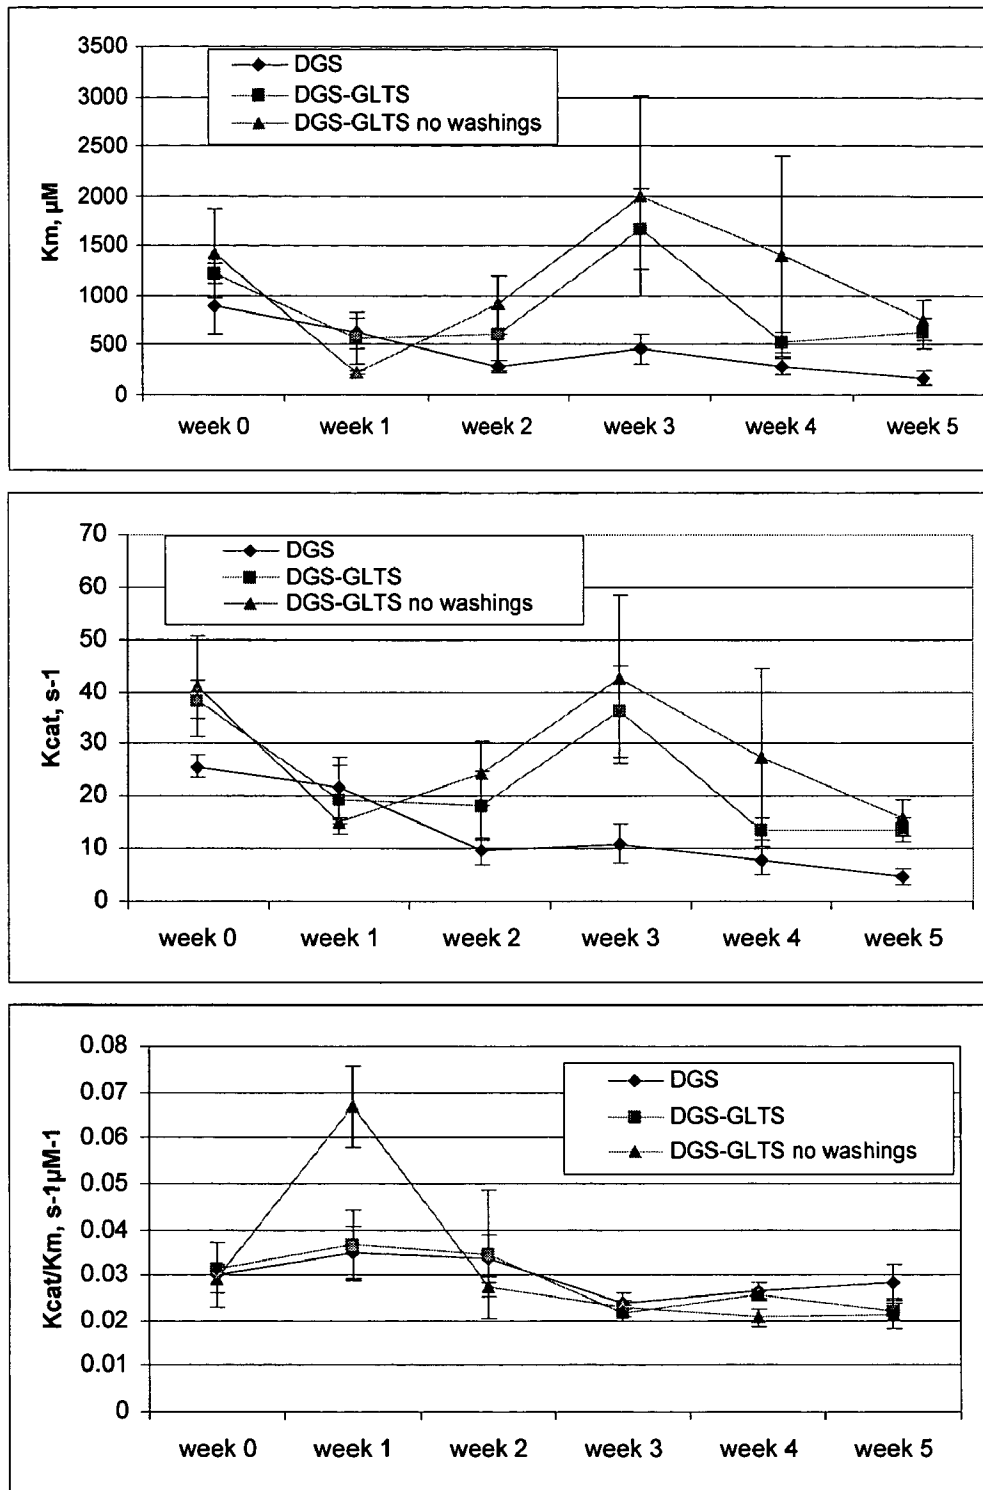 3500
3000
2500
2000
1500
1000
500
0
Km, µM
DGS
DGS-GLTS
DGS-GLTS no washings
week 0 week 1 week 2 week 3 week 4 week 5
70
60
50
40
30
20
10
0
Kcat, s-1
DGS
DGS-GLTS
DGS-GLTS no washings
week 0 week 1 week 2 week 3 week 4 week 5
0.08
0.07
0.06
0.05
0.04
0.03
0.02
0.01
0
Kcat/Km, s-1µM-1
DGS
DGS-GLTS
DGS-GLTS no washings
week 0 week 1 week 2 week 3 week 4 week 5